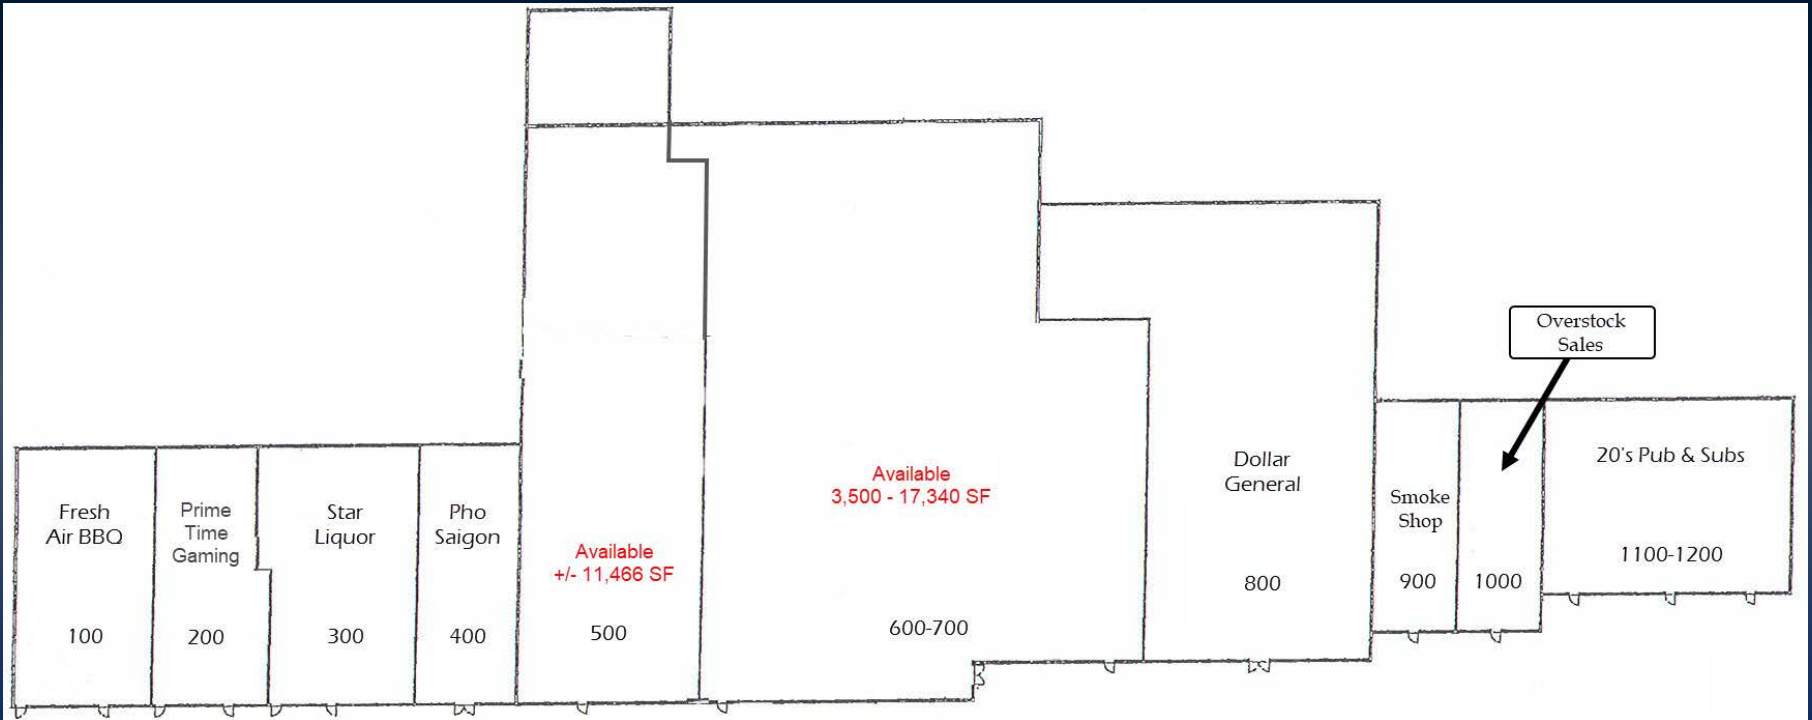 Fresh
Air BBQ
100
Prime
Time
Gaming
200
Star
Liquor
300
Pho
Saigon
400
Available
+/- 11,466 SF
500
Available
3,500 - 17,340 SF
600-700
Dollar
General
800
Smoke
Shop
900
Overstock
Sales
1000
20's Pub & Subs
1100-1200